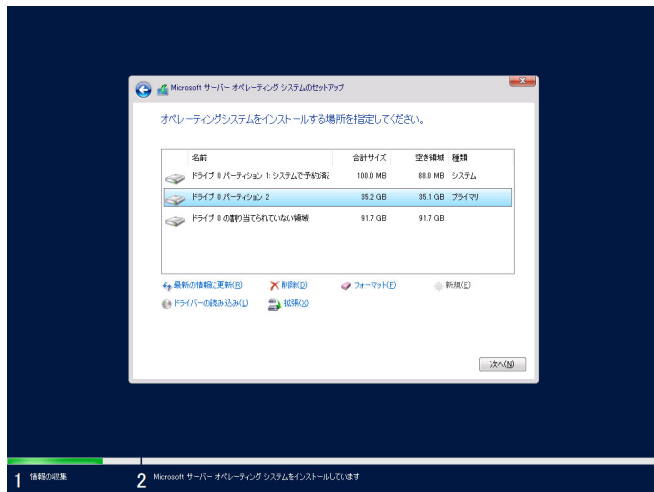 Microsoft サーバー オペレーティング システムのセットアップ
オペレーティングシステムをインストールする場所を指定してください。
名前 合計サイズ 空き領域 種類
ドライブ 0 パーティション 1: システムで予約済 100.0 MB 88.0 MB システム
ドライブ 0 パーティション 2 35.2 GB 35.1 GB プライマリ
ドライブ 0 の割り当てられていない領域 91.7 GB 91.7 GB
最新の情報に更新(R) 削除(D) フォーマット(F) 新規(E)
ドライバーの読み込み(L) 拡張(X)
次へ(N)
1 情報の収集 2 Microsoft サーバー オペレーティング システムをインストールしています